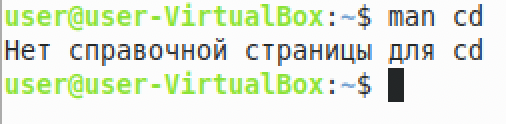 user@user-VirtualBox:~$ man cd
Нет справочной страницы для cd
user@user-VirtualBox:~$